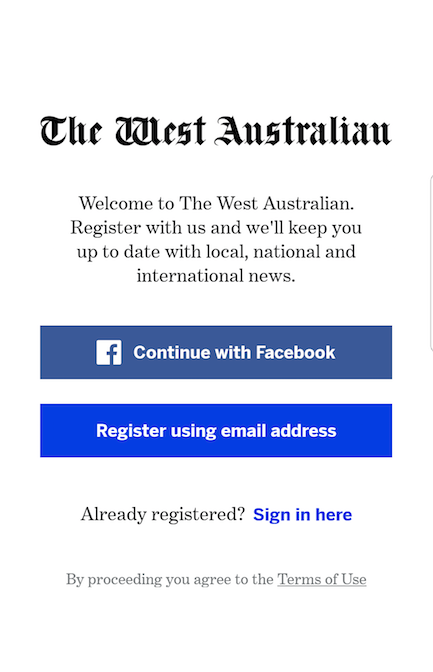 The West Australian
Welcome to The West Australian.
Register with us and we'll keep you
up to date with local, national and
international news.
Continue with Facebook
Register using email address
Already registered? Sign in here
By proceeding you agree to the Terms of Use